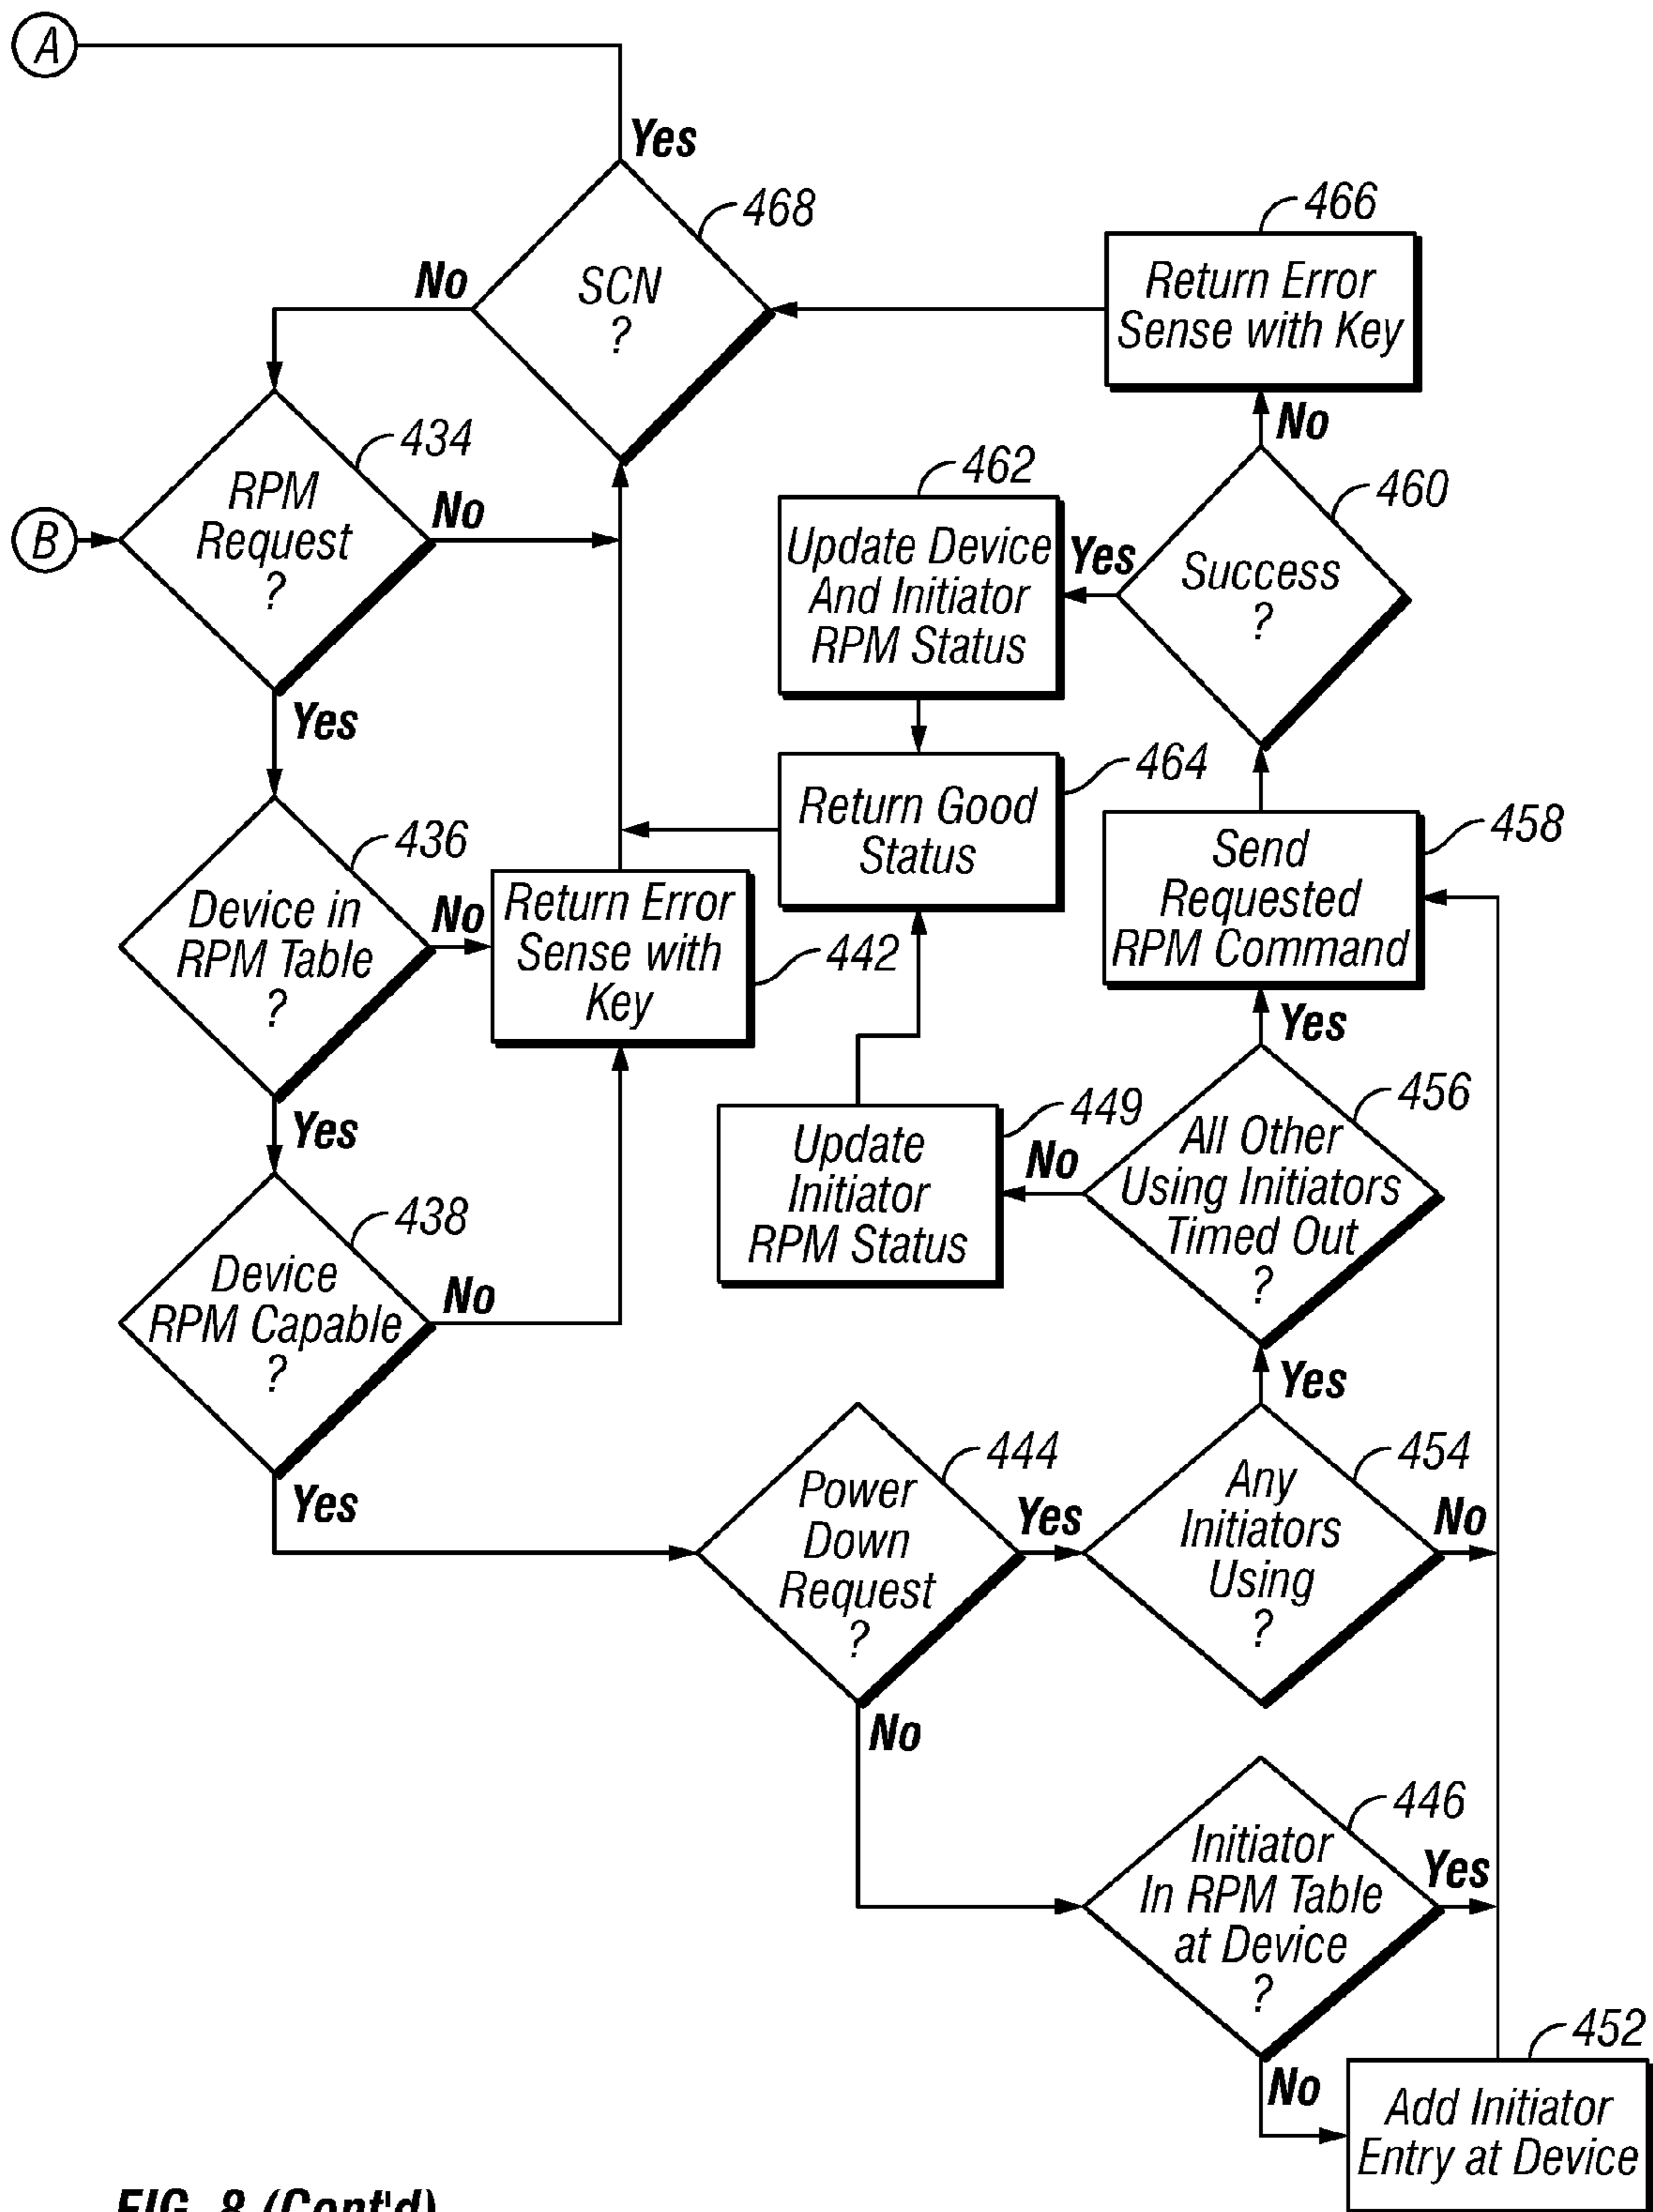 A
Yes
468
SCN
?
No
466
Return Error
Sense with Key
No
434
RPM
Request
?
No
B
Yes
462
Update Device
And Initiator
RPM Status
Yes
460
Success
?
464
Return Good
Status
458
Send
Requested
RPM Command
436
Device in
RPM Table
?
No
Return Error
Sense with
Key
442
Yes
Yes
449
Update
Initiator
RPM Status
No
456
All Other
Using Initiators
Timed Out
?
438
Device
RPM Capable
?
No
Yes
Yes
444
Power
Down
Request
?
Yes
454
Any
Initiators
Using
?
No
No
446
Initiator
In RPM Table
at Device
?
Yes
No
452
Add Initiator
Entry at Device
FIG. 8 (Cont'd)